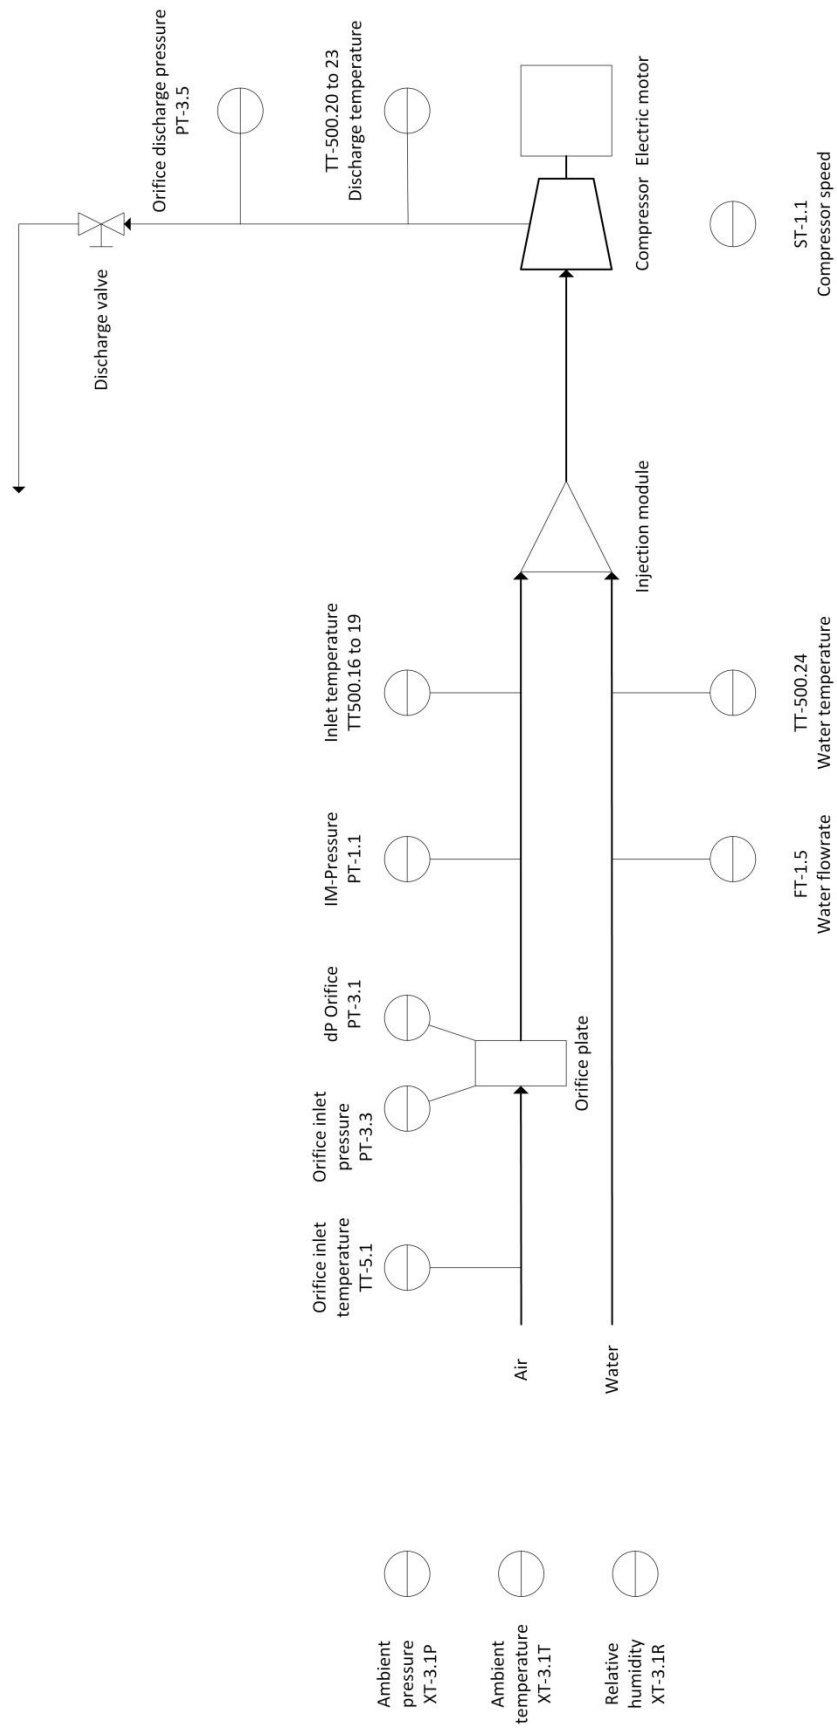 Orifice discharge pressure
PT-3.5
TT-500.20 to 23
Discharge temperature
Discharge valve
Compressor
Electric motor
ST-1.1
Compressor speed
Injection module
Inlet temperature
TT500.16 to 19
IM-Pressure
PT-1.1
dP Orifice
PT-3.1
Orifice inlet
pressure
PT-3.3
Orifice inlet
temperature
TT-5.1
Orifice plate
TT-500.24
Water temperature
FT-1.5
Water flowrate
Air
Water
Ambient
pressure
XT-3.1P
Ambient
temperature
XT-3.1T
Relative
humidity
XT-3.1R